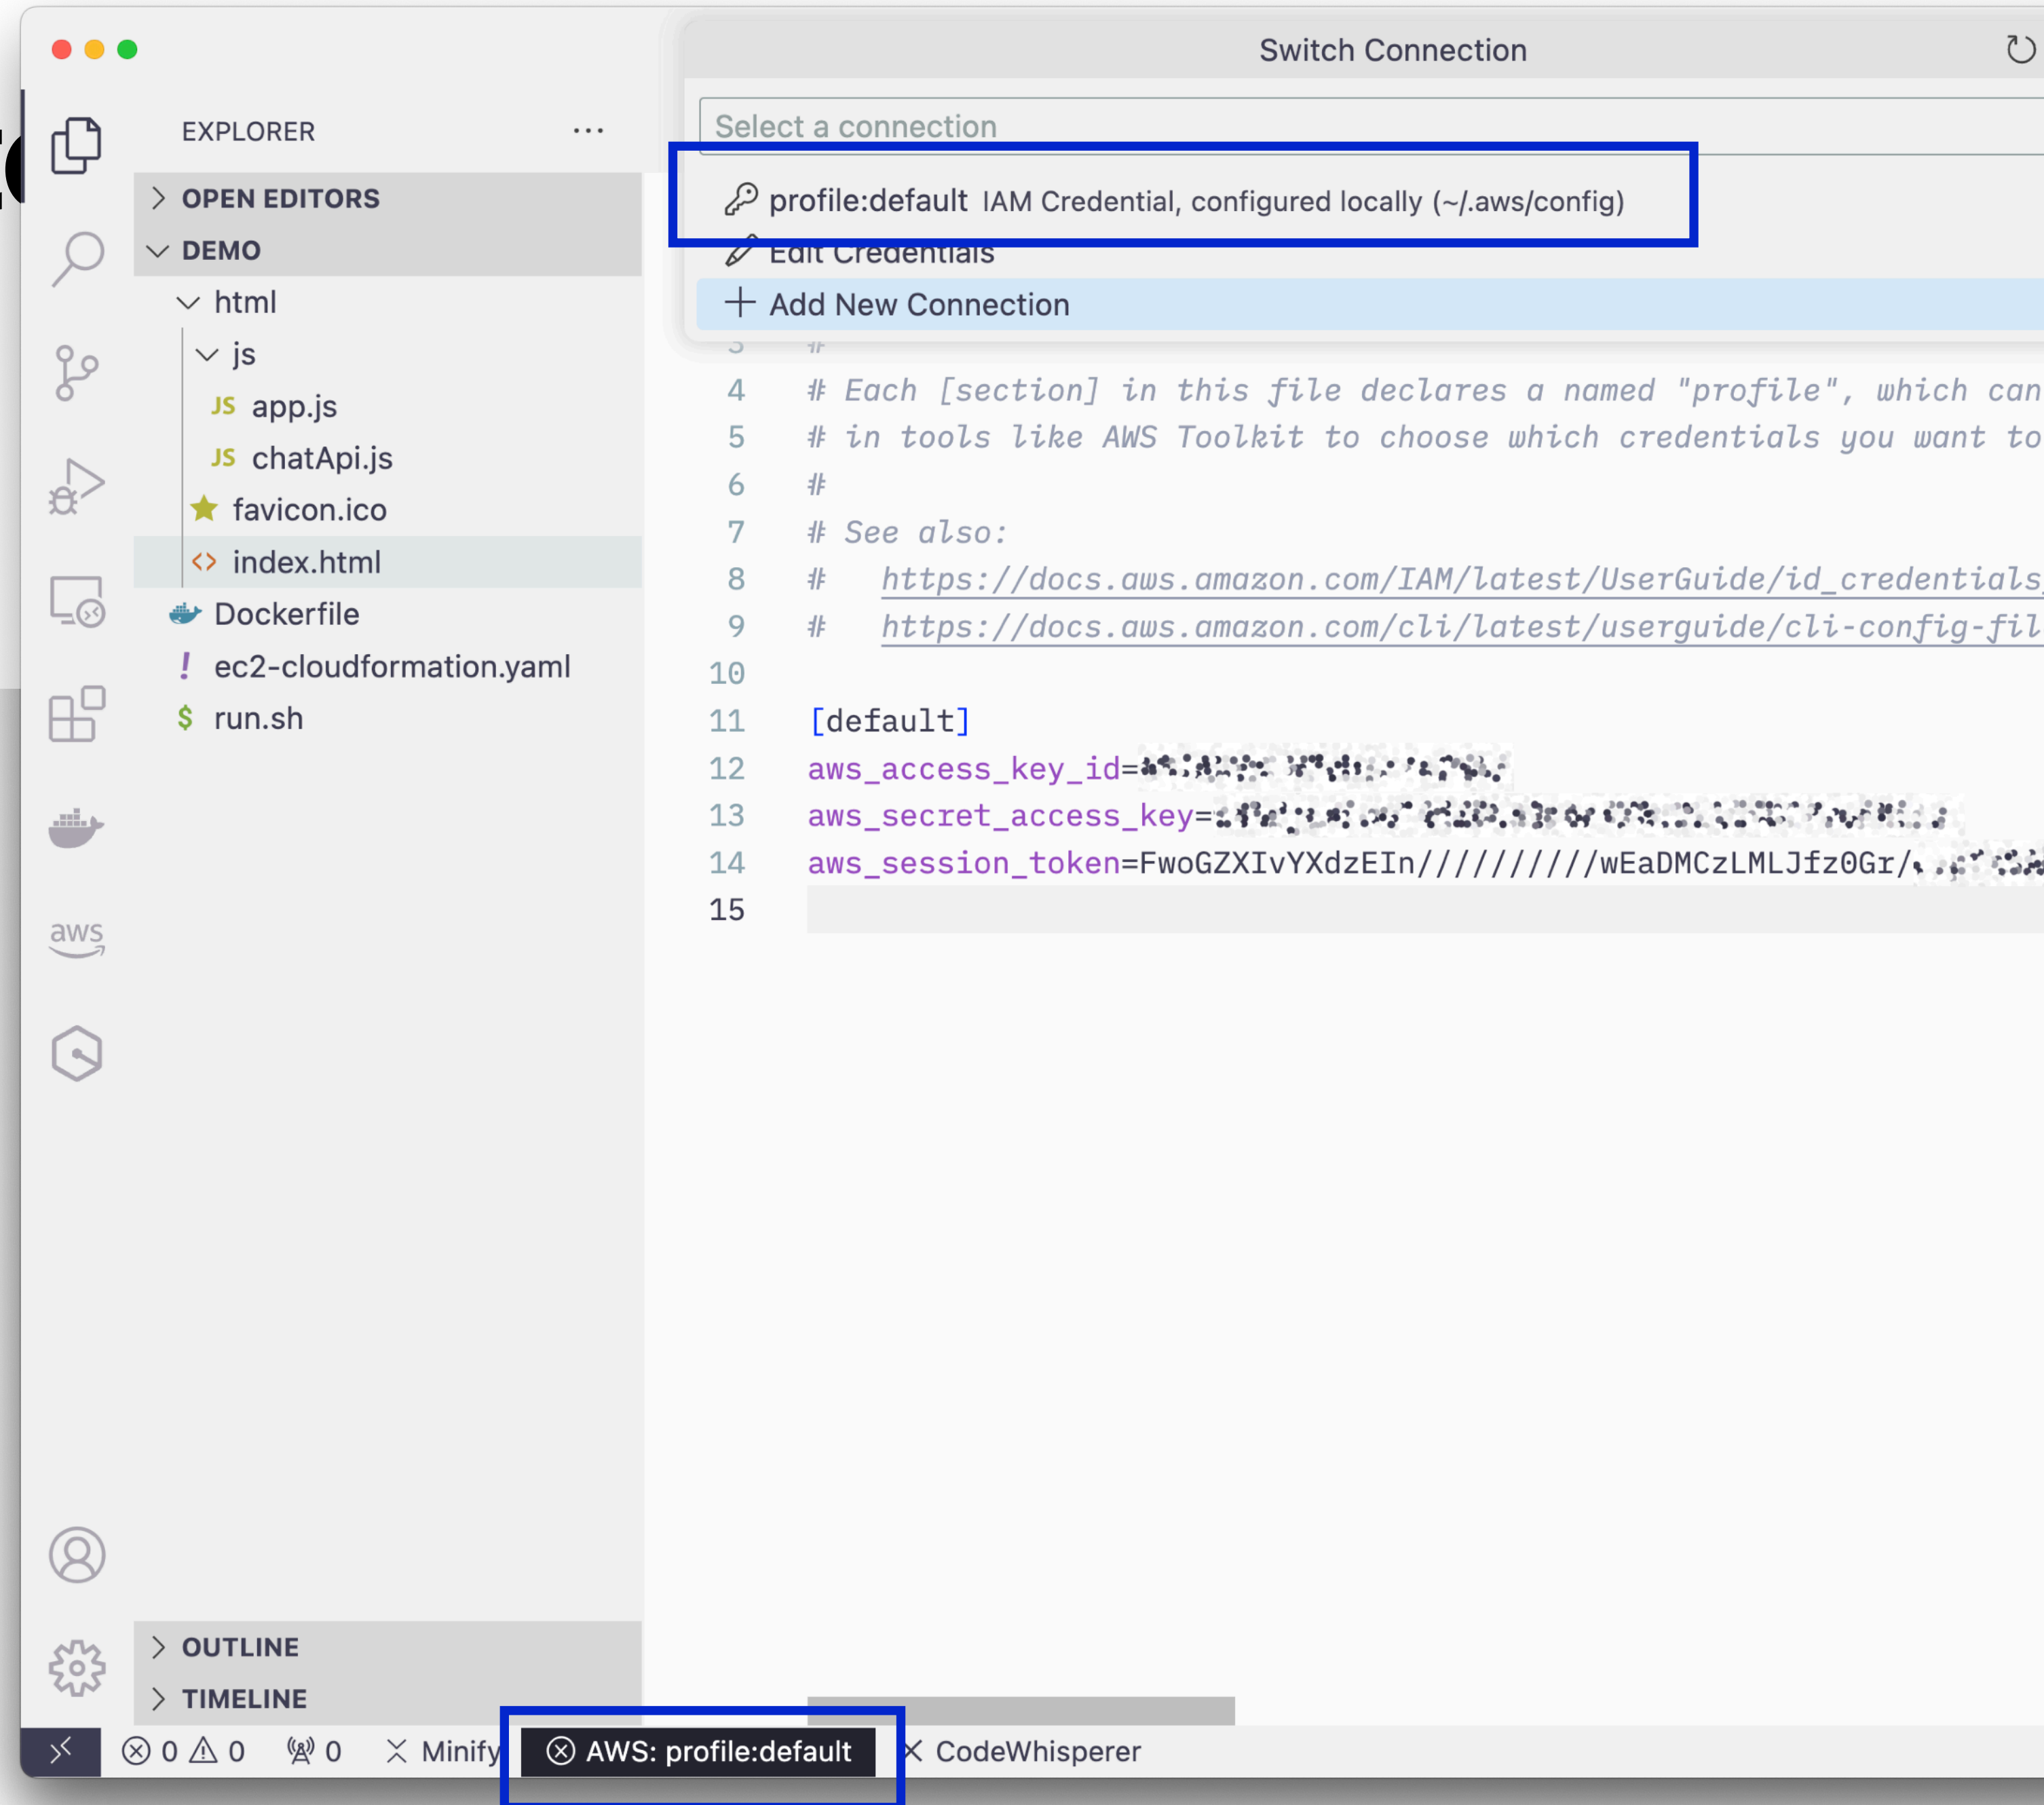 Switch Connection
Select a connection
profile:default IAM Credential, configured locally (~/.aws/config)
Edit Credentials
Add New Connection
EXPLORER
OPEN EDITORS
DEMO
html
js
JS app.js
JS chatApi.js
favicon.ico
<> index.html
Dockerfile
! ec2-cloudformation.yaml
$ run.sh
aws
OUTLINE
TIMELINE
3 #
4 # Each [section] in this file declares a named "profile", which can
5 # in tools like AWS Toolkit to choose which credentials you want to
6 #
7 # See also:
8 # https://docs.aws.amazon.com/IAM/latest/UserGuide/id_credentials
9 # https://docs.aws.amazon.com/cli/latest/userguide/cli-config-fil
10
11 [default]
12 aws_access_key_id=
13 aws_secret_access_key=
14 aws_session_token=FwoGZXIvYXdzEIn//////////wEaDMCzLMLJfz0Gr/
15
0 0 0 Minify AWS: profile:default CodeWhisperer